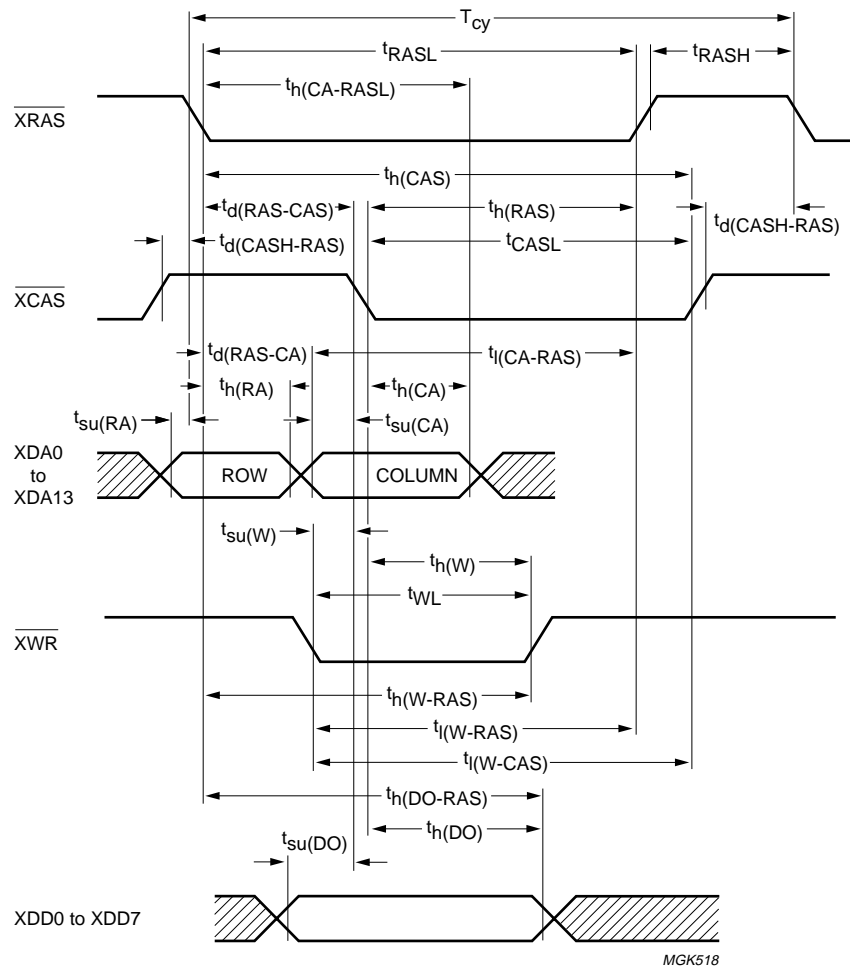 Tcy
tRASL
tRASH
th(CA-RASL)
XRAS
th(CAS)
td(RAS-CAS)
th(RAS)
td(CASH-RAS)
td(CASH-RAS)
tCASL
XCAS
td(RAS-CA)
tl(CA-RAS)
th(RA)
th(CA)
tsu(RA)
tsu(CA)
XDA0
to
XDA13
ROW
COLUMN
tsu(W)
th(W)
tWL
XWR
th(W-RAS)
tl(W-RAS)
tl(W-CAS)
th(DO-RAS)
th(DO)
tsu(DO)
XDD0 to XDD7
MGK518